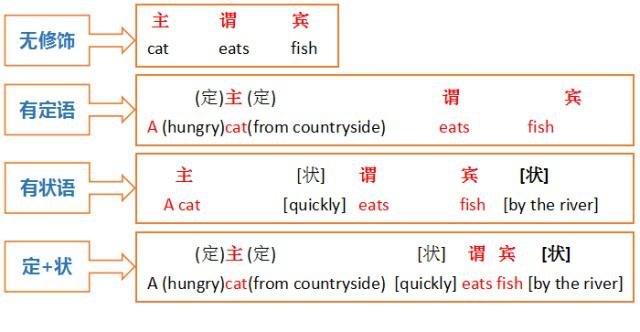 无修饰
主 谓 宾
cat eats fish
有定语
(定)主 (定) 谓 宾
A (hungry)cat(from countryside) eats fish
有状语
主 [状] 谓 宾 [状]
A cat [quickly] eats fish [by the river]
定+状
(定)主 (定) [状] 谓 宾 [状]
A (hungry)cat(from countryside) [quickly] eats fish [by the river]